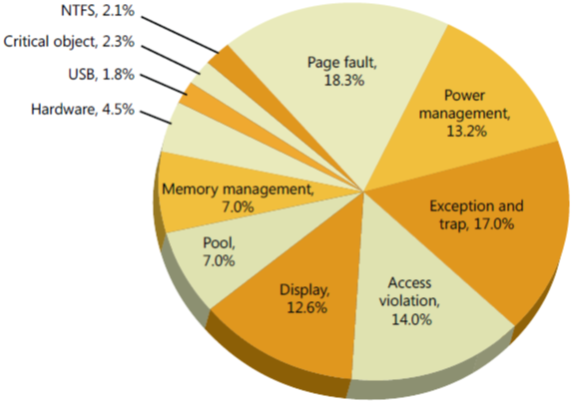 NTFS, 2.1%
Critical object, 2.3%
USB, 1.8%
Hardware, 4.5%
Page fault,
18.3%
Power
management,
13.2%
Memory management,
7.0%
Exception and
trap, 17.0%
Pool,
7.0%
Display,
12.6%
Access
violation,
14.0%